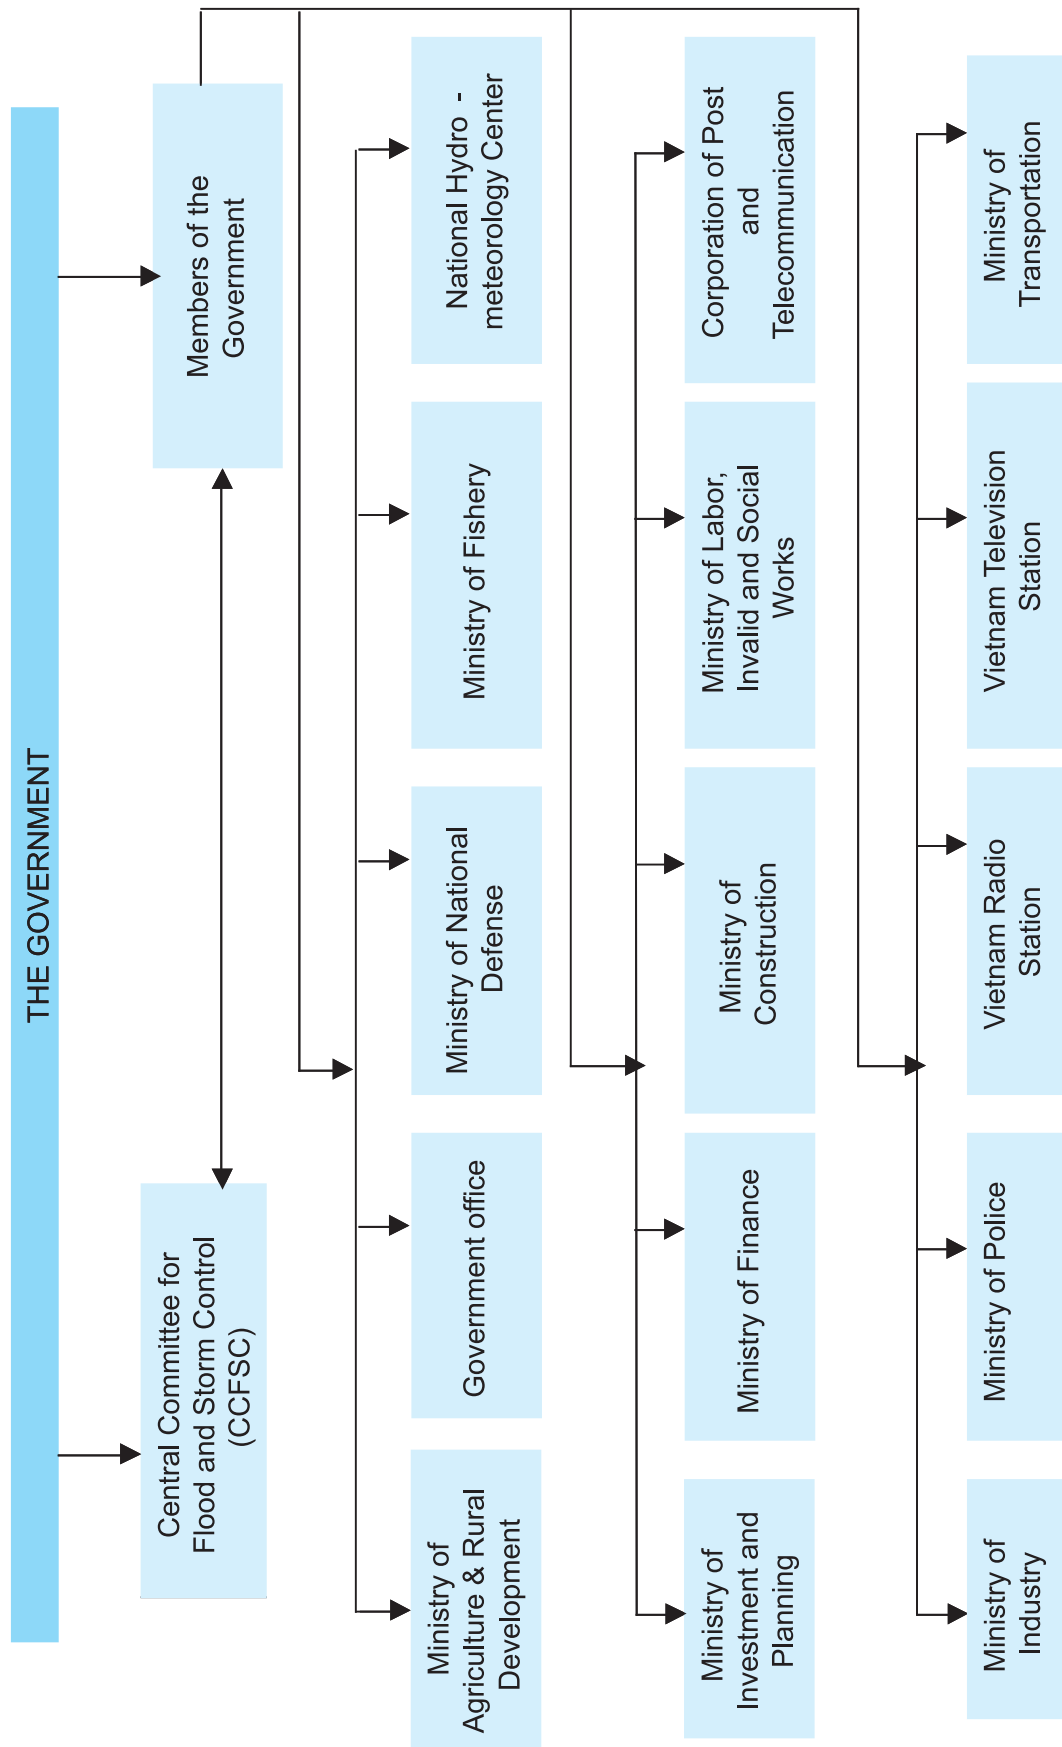 THE GOVERNMENT
Central Committee for
Flood and Storm Control
(CCFSC)
Members of the
Government
Ministry of
Agriculture & Rural
Development
Government office
Ministry of National
Defense
Ministry of Fishery
National Hydro -
meteorology Center
Ministry of
Investment and
Planning
Ministry of Finance
Ministry of
Construction
Ministry of Labor,
Invalid and Social
Works
Corporation of Post
and
Telecommunication
Ministry of
Industry
Ministry of Police
Vietnam Radio
Station
Vietnam Television
Station
Ministry of
Transportation